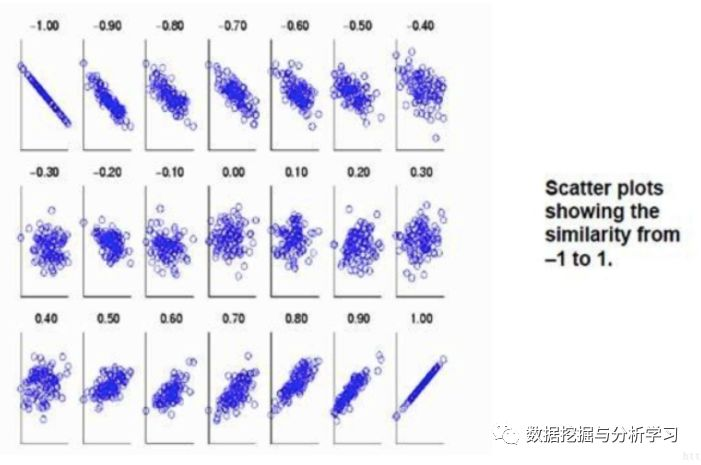 −1.00 −0.90 −0.80 −0.70 −0.60 −0.50 −0.40
−0.30 −0.20 −0.10 0.00 0.10 0.20 0.30
0.40 0.50 0.60 0.70 0.80 0.90 1.00
Scatter plots
showing the
similarity from
–1 to 1.
数据挖掘与分析学习